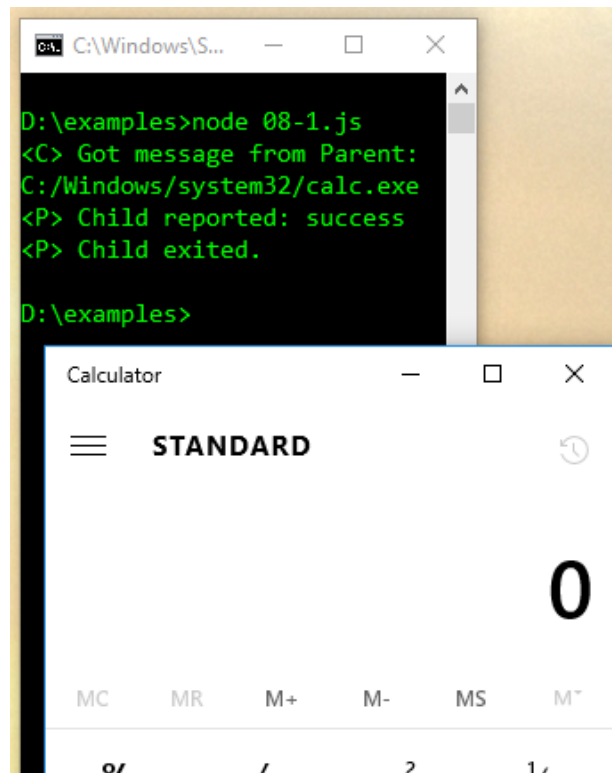 C:\Windows\S...
D:\examples>node 08-1.js
<C> Got message from Parent:
C:/Windows/system32/calc.exe
<P> Child reported: success
<P> Child exited.
D:\examples>
Calculator
STANDARD
0
MC MR M+ M- MS M